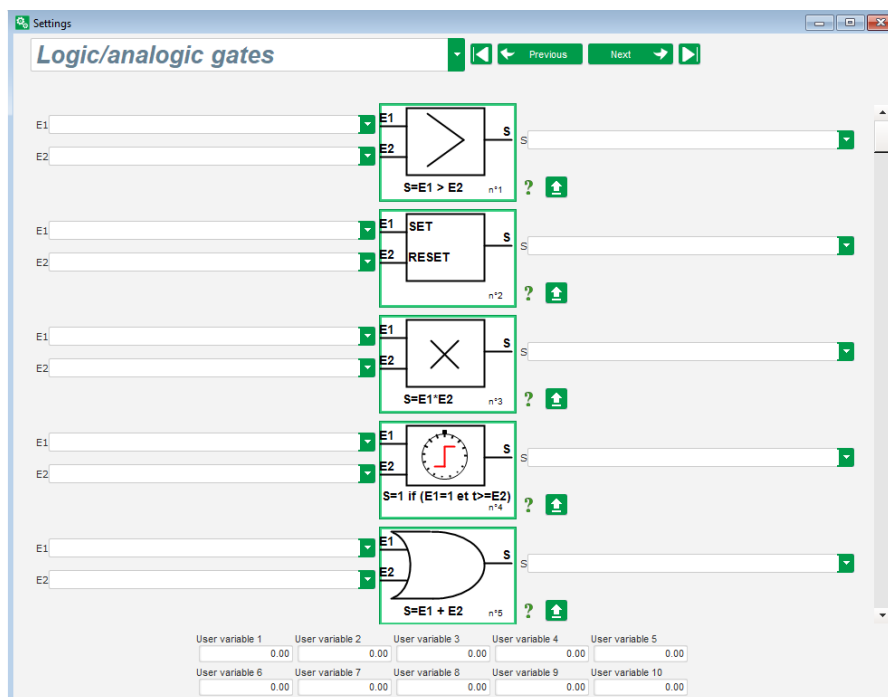 Settings
Logic/analogic gates
Previous
Next
E1
E2
E1
E2
S
S=E1 > E2
n°1
S
?
E1
E2
E1
SET
E2
RESET
S
n°2
S
?
E1
E2
E1
E2
S
S=E1*E2
n°3
S
?
E1
E2
E1
E2
S
S=1 if (E1=1 et t>=E2)
n°4
S
?
E1
E2
E1
E2
S
S=E1 + E2
n°5
S
?
User variable 1 User variable 2 User variable 3 User variable 4 User variable 5
0.00 0.00 0.00 0.00 0.00
User variable 6 User variable 7 User variable 8 User variable 9 User variable 10
0.00 0.00 0.00 0.00 0.00